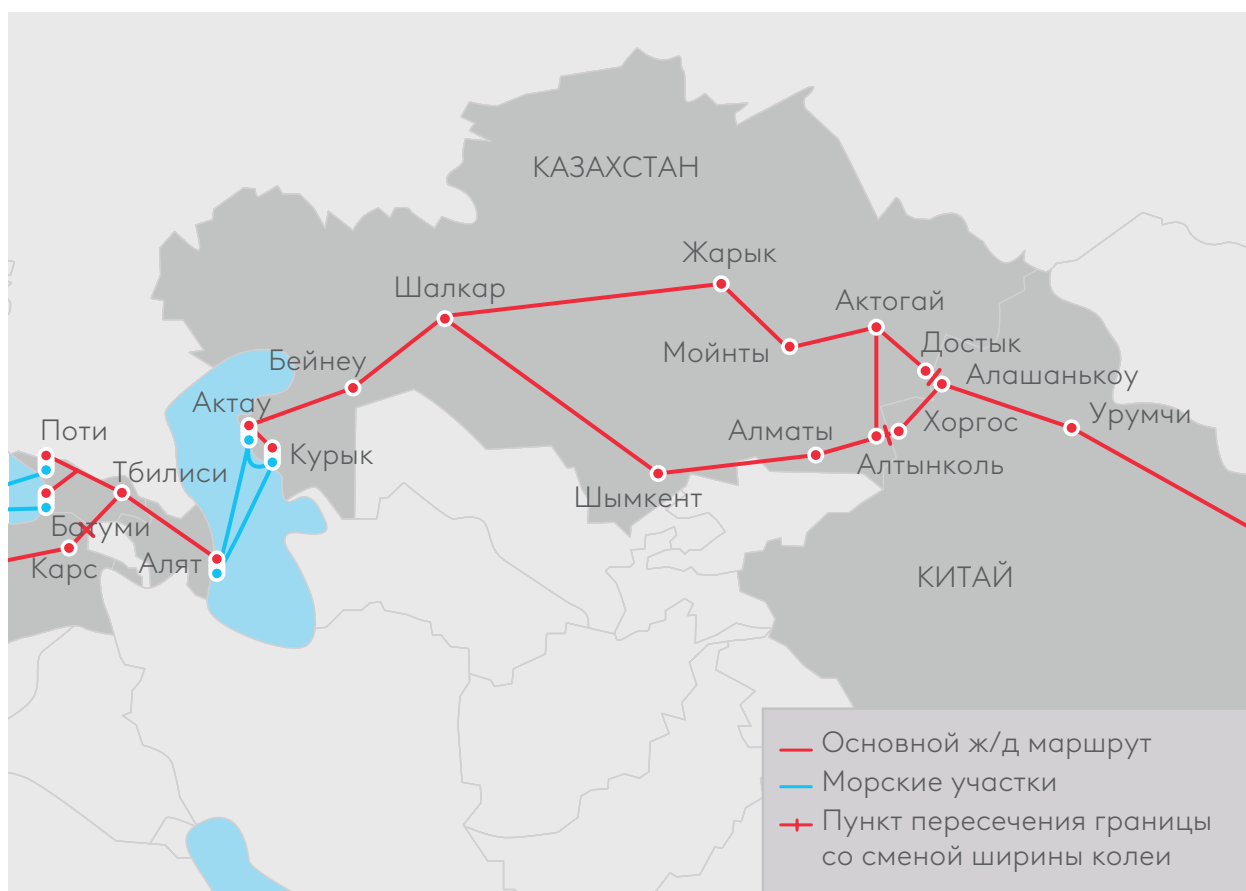 КАЗАХСТАН
Жарык
Шалкар
Актогай
Мойнты
Достык
Бейнеу
Алашанькоу
Актау
Урумчи
Хоргос
Поти
Алматы
Курык
Алтынколь
Тбилиси
Шымкент
Батуми
Алят
Карс
КИТАЙ
Основной ж/д маршрут
Морские участки
Пункт пересечения границы
со сменой ширины колеи